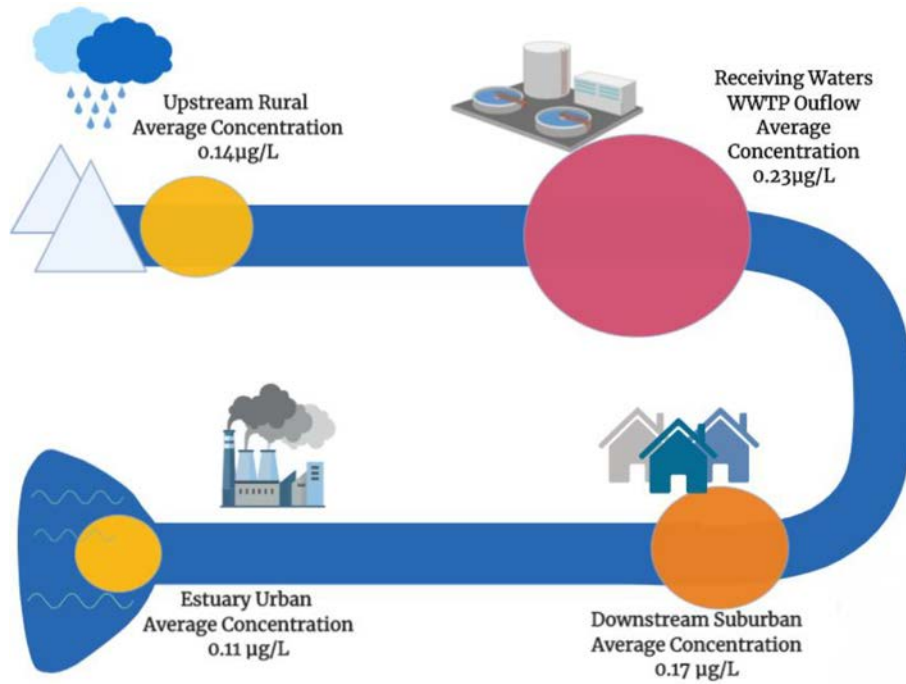 Upstream Rural
Average Concentration
0.14µg/L
Receiving Waters
WWTP Ouflow
Average
Concentration
0.23µg/L
Estuary Urban
Average Concentration
0.11 µg/L
Downstream Suburban
Average Concentration
0.17 µg/L